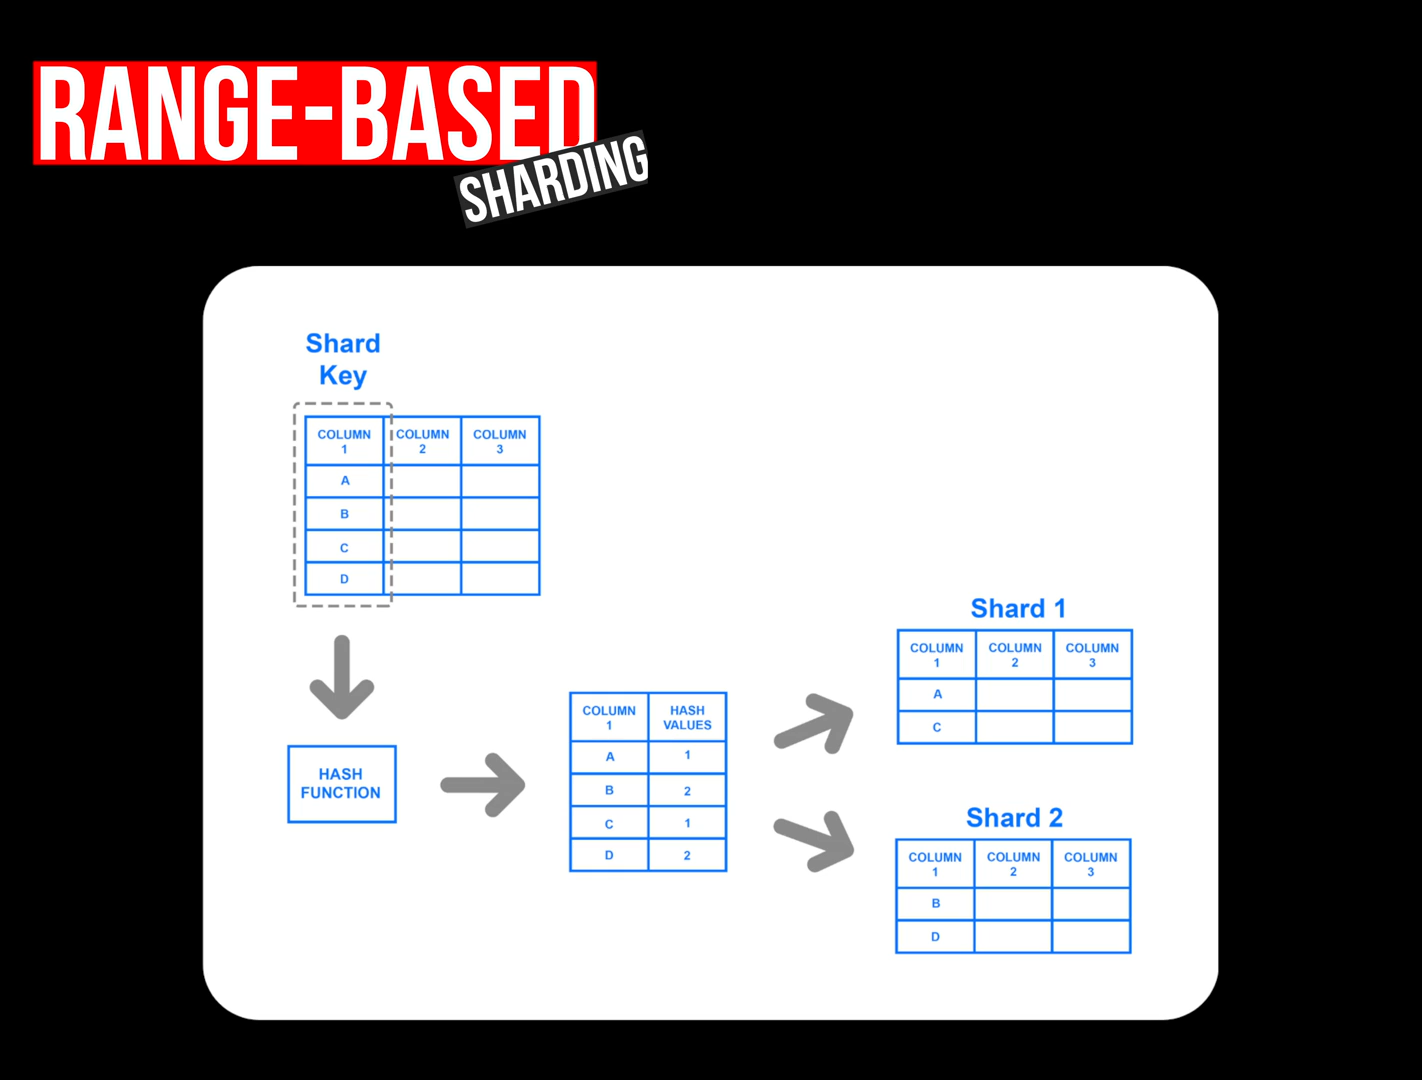 RANGE-BASED
SHARDING
Shard
Key
COLUMN COLUMN COLUMN
1 2 3
A
B
C
D
HASH
FUNCTION
COLUMN HASH
1 VALUES
A 1
B 2
C 1
D 2
Shard 1
COLUMN COLUMN COLUMN
1 2 3
A
C
Shard 2
COLUMN COLUMN COLUMN
1 2 3
B
D